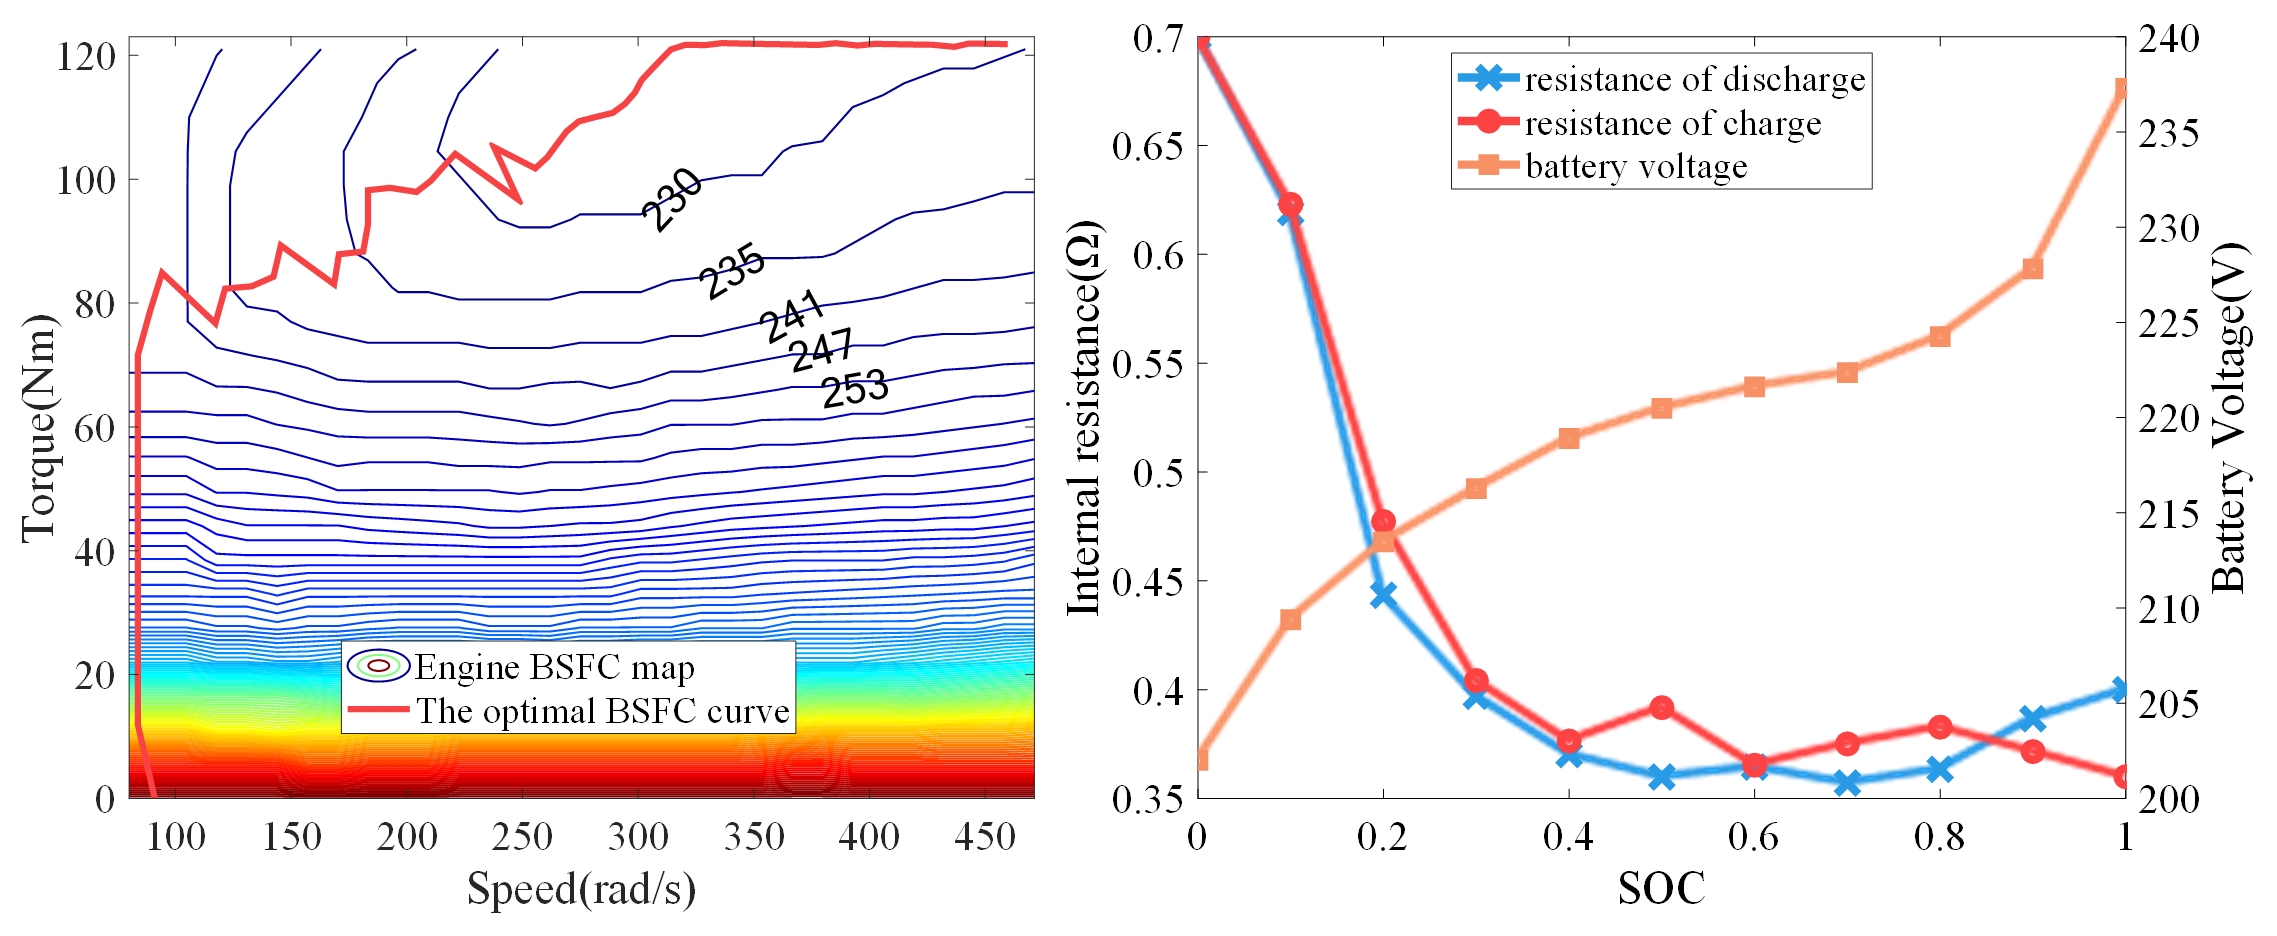 120
100
80
60
40
20
0
Torque(Nm)
230
235
241
247
253
Engine BSFC map
The optimal BSFC curve
100 150 200 250 300 350 400 450
Speed(rad/s)
0.7
0.65
0.6
0.55
0.5
0.45
0.4
0.35
Internal resistance(Ω)
resistance of discharge
resistance of charge
battery voltage
240
235
230
225
220
215
210
205
200
Battery Voltage(V)
0 0.2 0.4 0.6 0.8 1
SOC